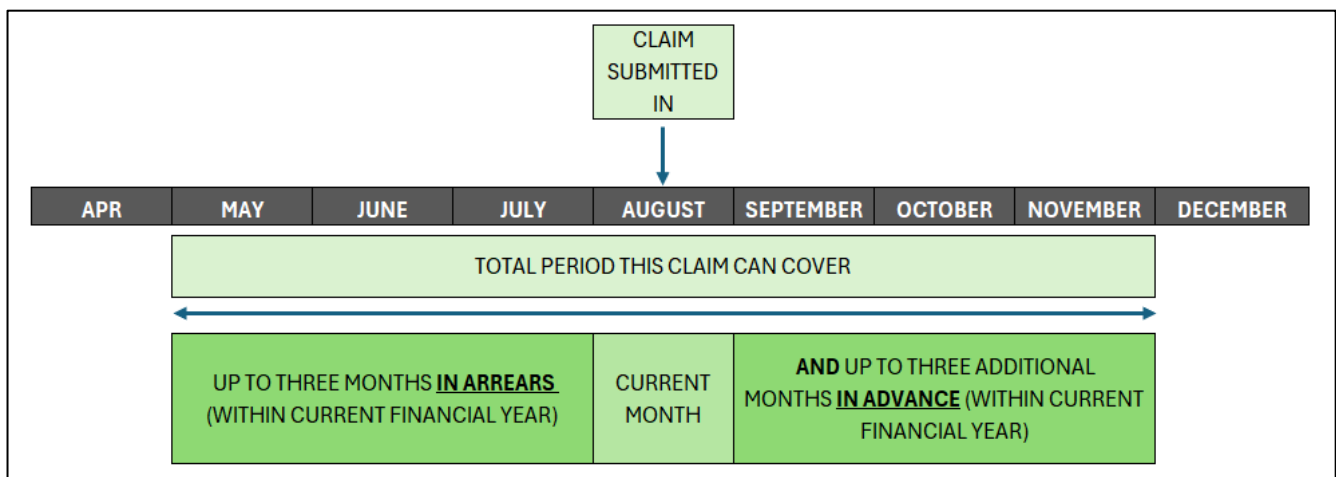 CLAIM
SUBMITTED
IN
APR MAY JUNE JULY AUGUST SEPTEMBER OCTOBER NOVEMBER DECEMBER
TOTAL PERIOD THIS CLAIM CAN COVER
UP TO THREE MONTHS IN ARREARS
(WITHIN CURRENT FINANCIAL YEAR)
CURRENT
MONTH
AND UP TO THREE ADDITIONAL
MONTHS IN ADVANCE (WITHIN CURRENT
FINANCIAL YEAR)